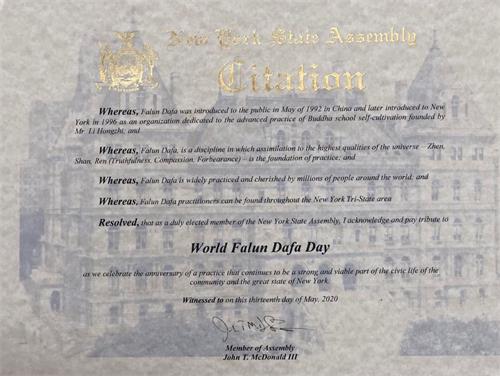 New York State Assembly
Citation
Whereas, Falun Dafa was introduced to the public in May of 1992 in China and later introduced to New
York in 1996 as an organization dedicated to the advanced practice of Buddha school self-cultivation founded by
Mr. Li Hongzhi; and
Whereas, Falun Dafa, is a discipline in which assimilation to the highest qualities of the universe – Zhen,
Shan, Ren (Truthfulness, Compassion, Forbearance) – is the foundation of practice; and
Whereas, Falun Dafa is widely practiced and cherished by millions of people around the world; and
Whereas, Falun Dafa practitioners can be found throughout the New York Tri-State area
Resolved, that as a duly elected member of the New York State Assembly, I acknowledge and pay tribute to
World Falun Dafa Day
as we celebrate the anniversary of a practice that continues to be a strong and viable part of the civic life of the
community and the great state of New York.
Witnessed to on this thirteenth day of May, 2020
Member of Assembly
John T. McDonald III